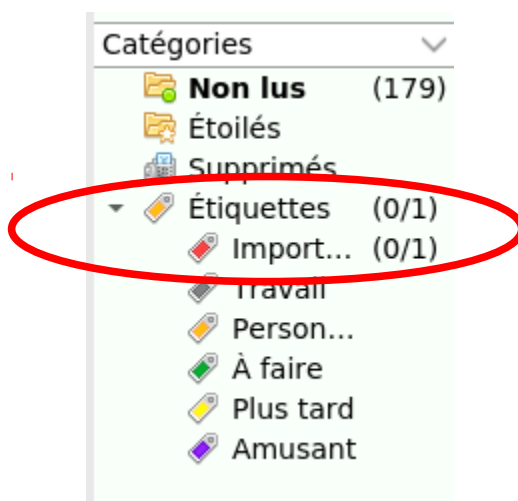 Catégories
Non lus (179)
Étoilés
Supprimés
Étiquettes (0/1)
Import... (0/1)
Travail
Person...
À faire
Plus tard
Amusant